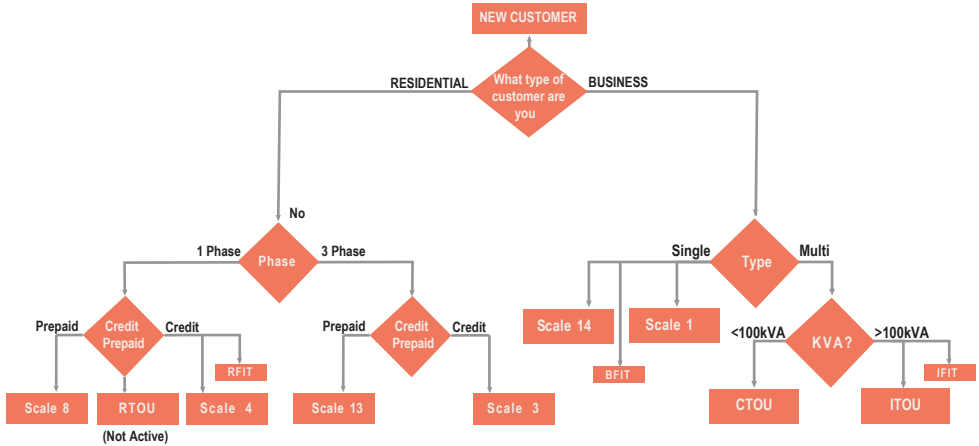 NEW CUSTOMER
RESIDENTIAL
What type of
customer are
you
BUSINESS
No
1 Phase
Phase
3 Phase
Single
Type
Multi
Prepaid
Credit
Prepaid
Credit
RFIT
Prepaid
Credit
Prepaid
Credit
Scale 14
BFIT
Scale 1
<100kVA
KVA?
>100kVA
IFIT
Scale 8
RTOU
(Not Active)
Scale 4
Scale 13
Scale 3
CTOU
ITOU